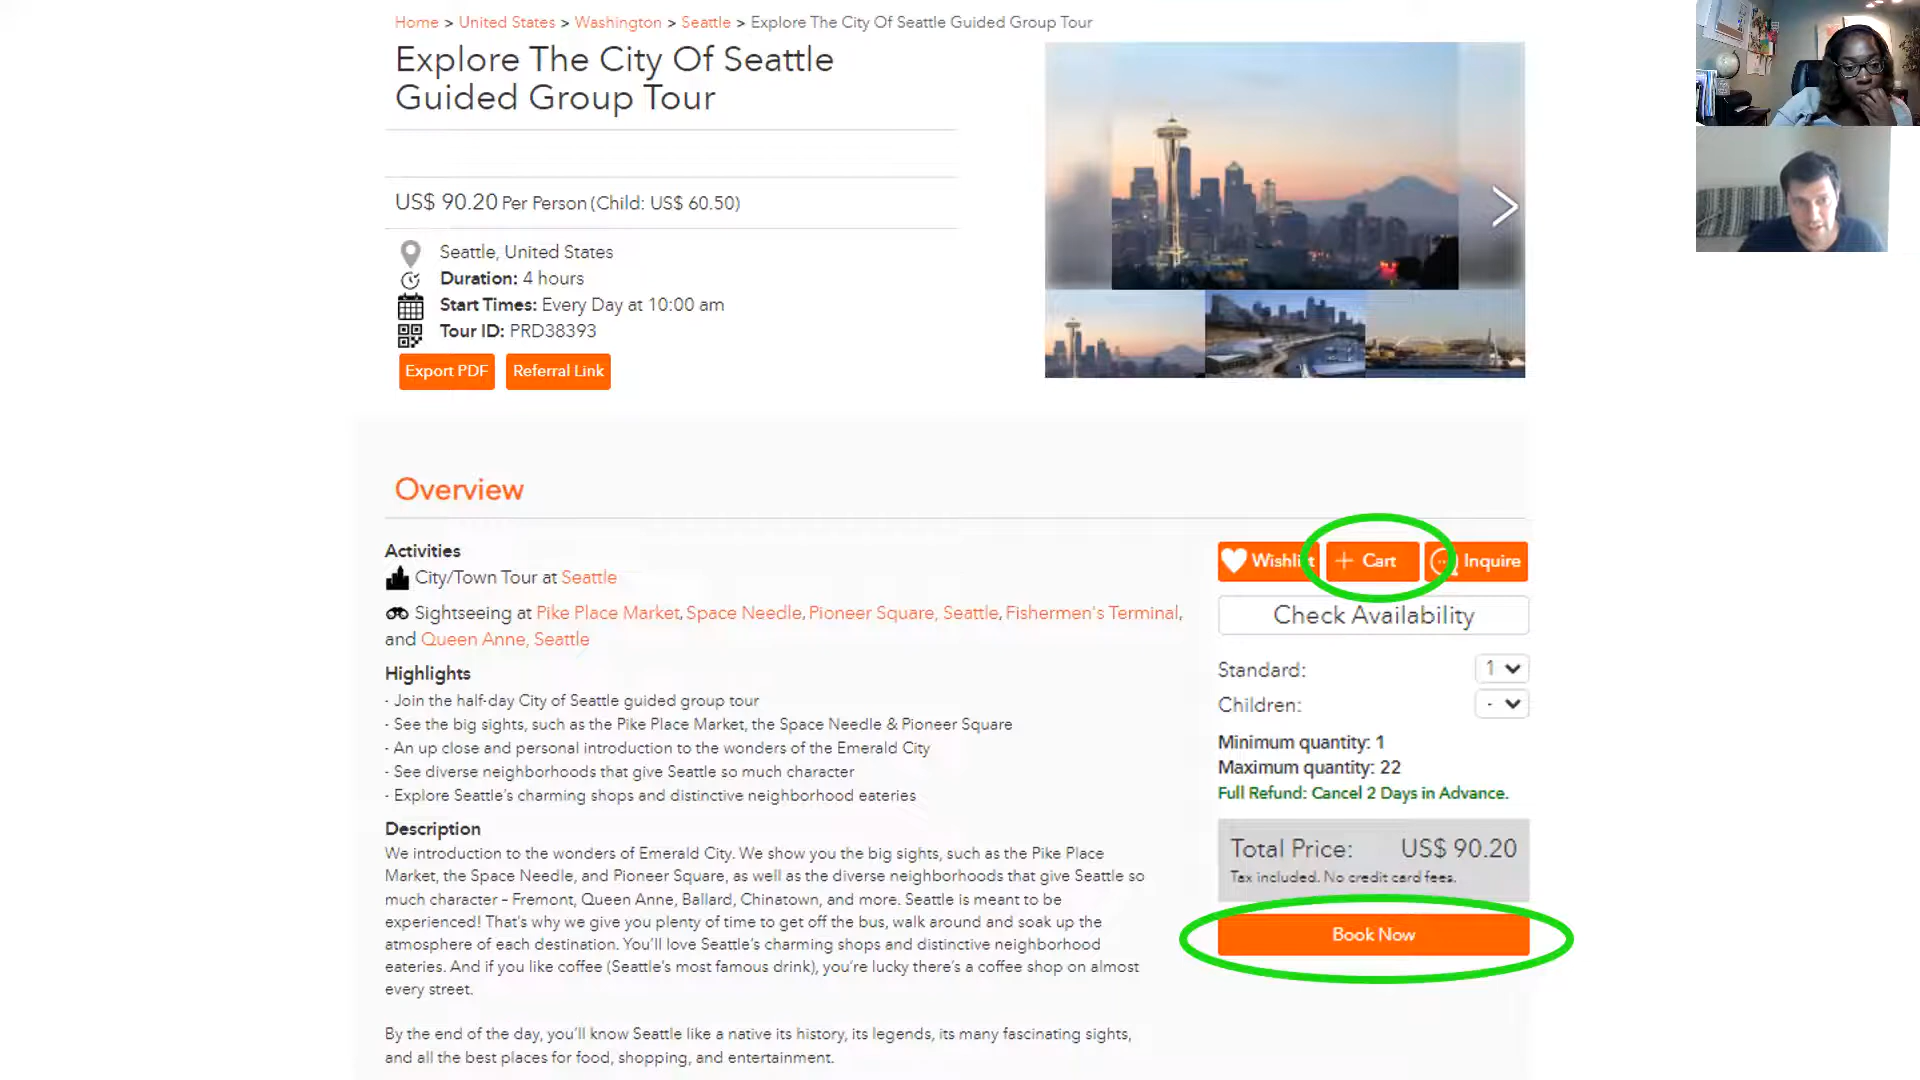 Home > United States > Washington > Seattle > Explore The City Of Seattle Guided Group Tour
Explore The City Of Seattle
Guided Group Tour
US$ 90.20 Per Person (Child: US$ 60.50)
Seattle, United States
Duration: 4 hours
Start Times: Every Day at 10:00 am
Tour ID: PRD38393
Export PDF
Referral Link
Overview
Activities
City/Town Tour at Seattle
Sightseeing at Pike Place Market, Space Needle, Pioneer Square, Seattle, Fishermen's Terminal,
and Queen Anne, Seattle
Highlights
- Join the half-day City of Seattle guided group tour
- See the big sights, such as the Pike Place Market, the Space Needle & Pioneer Square
- An up close and personal introduction to the wonders of the Emerald City
- See diverse neighborhoods that give Seattle so much character
- Explore Seattle's charming shops and distinctive neighborhood eateries
Description
We introduction to the wonders of Emerald City. We show you the big sights, such as the Pike Place
Market, the Space Needle, and Pioneer Square, as well as the diverse neighborhoods that give Seattle so
much character – Fremont, Queen Anne, Ballard, Chinatown, and more. Seattle is meant to be
experienced! That's why we give you plenty of time to get off the bus, walk around and soak up the
atmosphere of each destination. You'll love Seattle's charming shops and distinctive neighborhood
eateries. And if you like coffee (Seattle's most famous drink), you're lucky there's a coffee shop on almost
every street.
By the end of the day, you'll know Seattle like a native its history, its legends, its many fascinating sights,
and all the best places for food, shopping, and entertainment.
Wishlist
+ Cart
Inquire
Check Availability
Standard: 1
Children: -
Minimum quantity: 1
Maximum quantity: 22
Full Refund: Cancel 2 Days in Advance.
Total Price: US$ 90.20
Tax included. No credit card fees.
Book Now